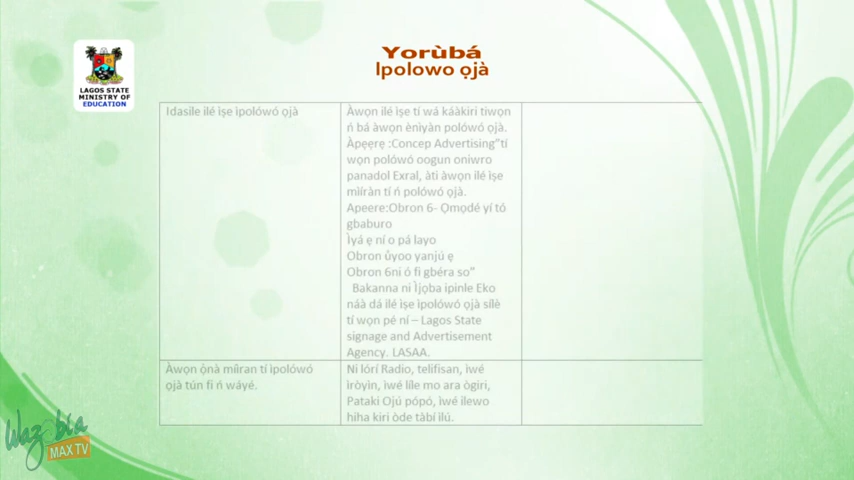 Yorùbá
Ipolowo ọjà
LAGOS STATE
MINISTRY OF
EDUCATION
Idasile ilé iṣe ìpolówó ọjà
Àwọn ilé iṣe tí wá káàkiri tiwọn
ń bá àwọn ènìyàn polówó ọjà.
Àpẹẹrẹ :Concep Advertising”tí
wọn polówó oogun oniwro
panadol Exral, àti àwọn ilé iṣe
mìíràn tí ń polówó ọjà.
Apeere:Obron 6- Ọmọdé yí tó
gbaburo
Ìyá ẹ ní o pá layo
Obron úyoo yanjú ẹ
Obron 6ni ó fi gbéra so”
Bakanna ni Ìjọba ipinle Eko
náà dá ilé iṣe ìpolówó ọjà sílẹ̀
tí wọn pé ní – Lagos State
signage and Advertisement
Agency. LASAA.
Àwọn ọ̀nà mííran tí ìpolówó
ọjà tún fi ń wáyé.
Ni lórí Radio, telifisan, ìwé
ìròyìn, ìwé lílẹ mo ara ògiri,
Pataki Ojú pópó, ìwé ilewo
hiha kiri òde tàbí ìlú.
Wazobia
MAX TV